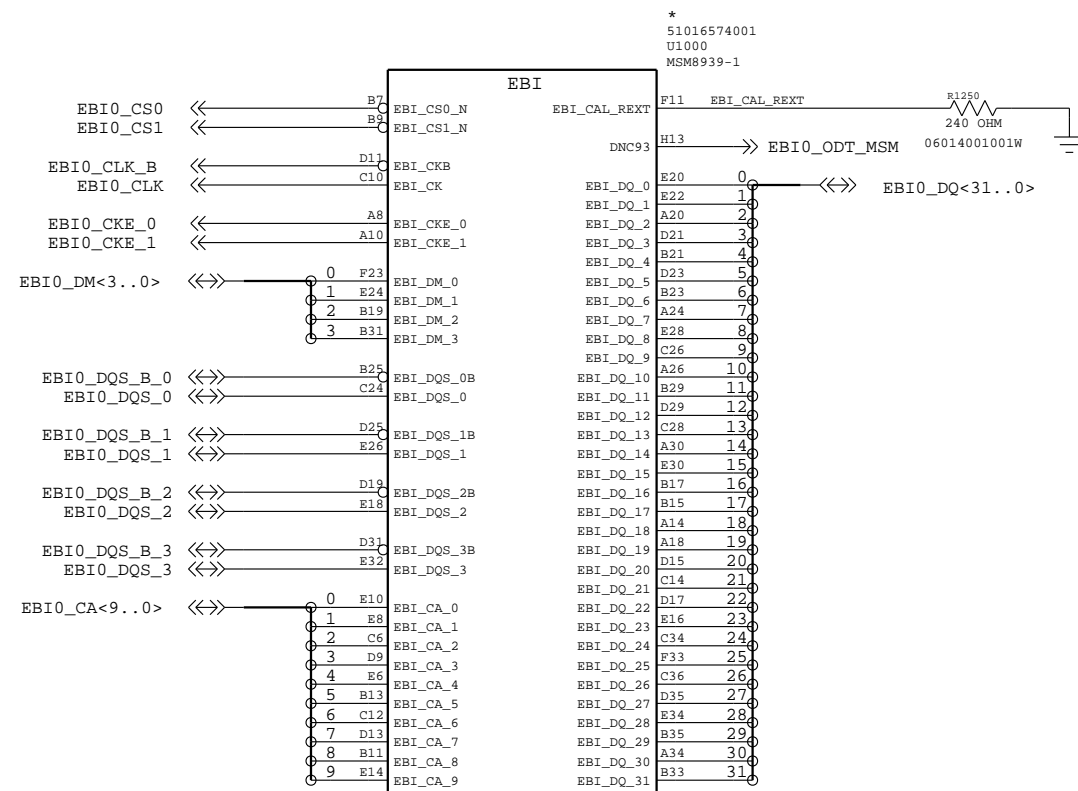 *
51016574001
U1000
MSM8939-1
EBI
EBI0_CS0 B7 EBI_CS0_N
EBI0_CS1 B9 EBI_CS1_N
EBI0_CLK_B D11 EBI_CKB
EBI0_CLK C10 EBI_CK
EBI0_CKE_0 A8 EBI_CKE_0
EBI0_CKE_1 A10 EBI_CKE_1
EBI0_DM<3..0> 0 F23 EBI_DM_0
1 E24 EBI_DM_1
2 B19 EBI_DM_2
3 B31 EBI_DM_3
EBI0_DQS_B_0 B25 EBI_DQS_0B
EBI0_DQS_0 C24 EBI_DQS_0
EBI0_DQS_B_1 D25 EBI_DQS_1B
EBI0_DQS_1 E26 EBI_DQS_1
EBI0_DQS_B_2 D19 EBI_DQS_2B
EBI0_DQS_2 E18 EBI_DQS_2
EBI0_DQS_B_3 D31 EBI_DQS_3B
EBI0_DQS_3 E32 EBI_DQS_3
EBI0_CA<9..0> 0 E10 EBI_CA_0
1 E8 EBI_CA_1
2 C6 EBI_CA_2
3 D9 EBI_CA_3
4 E6 EBI_CA_4
5 B13 EBI_CA_5
6 C12 EBI_CA_6
7 D13 EBI_CA_7
8 B11 EBI_CA_8
9 E14 EBI_CA_9
EBI_CAL_REXT F11 EBI_CAL_REXT R1250
240 OHM
06014001001W
DNC93 H13 EBI0_ODT_MSM
EBI_DQ_0 E20 0 EBI0_DQ<31..0>
EBI_DQ_1 E22 1
EBI_DQ_2 A20 2
EBI_DQ_3 D21 3
EBI_DQ_4 B21 4
EBI_DQ_5 D23 5
EBI_DQ_6 B23 6
EBI_DQ_7 A24 7
EBI_DQ_8 E28 8
EBI_DQ_9 C26 9
EBI_DQ_10 A26 10
EBI_DQ_11 B29 11
EBI_DQ_12 D29 12
EBI_DQ_13 C28 13
EBI_DQ_14 A30 14
EBI_DQ_15 E30 15
EBI_DQ_16 B17 16
EBI_DQ_17 B15 17
EBI_DQ_18 A14 18
EBI_DQ_19 A18 19
EBI_DQ_20 D15 20
EBI_DQ_21 C14 21
EBI_DQ_22 D17 22
EBI_DQ_23 E16 23
EBI_DQ_24 C34 24
EBI_DQ_25 F33 25
EBI_DQ_26 C36 26
EBI_DQ_27 D35 27
EBI_DQ_28 E34 28
EBI_DQ_29 B35 29
EBI_DQ_30 A34 30
EBI_DQ_31 B33 31